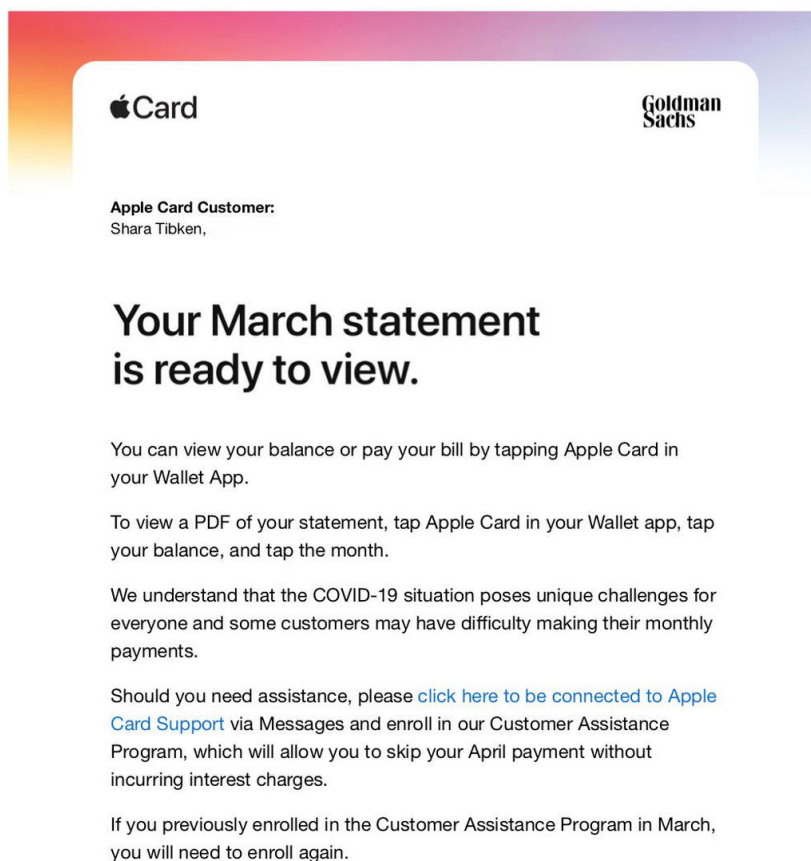 Card
Goldman
Sachs
Apple Card Customer:
Shara Tibken,
Your March statement
is ready to view.
You can view your balance or pay your bill by tapping Apple Card in
your Wallet App.
To view a PDF of your statement, tap Apple Card in your Wallet app, tap
your balance, and tap the month.
We understand that the COVID-19 situation poses unique challenges for
everyone and some customers may have difficulty making their monthly
payments.
Should you need assistance, please click here to be connected to Apple
Card Support via Messages and enroll in our Customer Assistance
Program, which will allow you to skip your April payment without
incurring interest charges.
If you previously enrolled in the Customer Assistance Program in March,
you will need to enroll again.